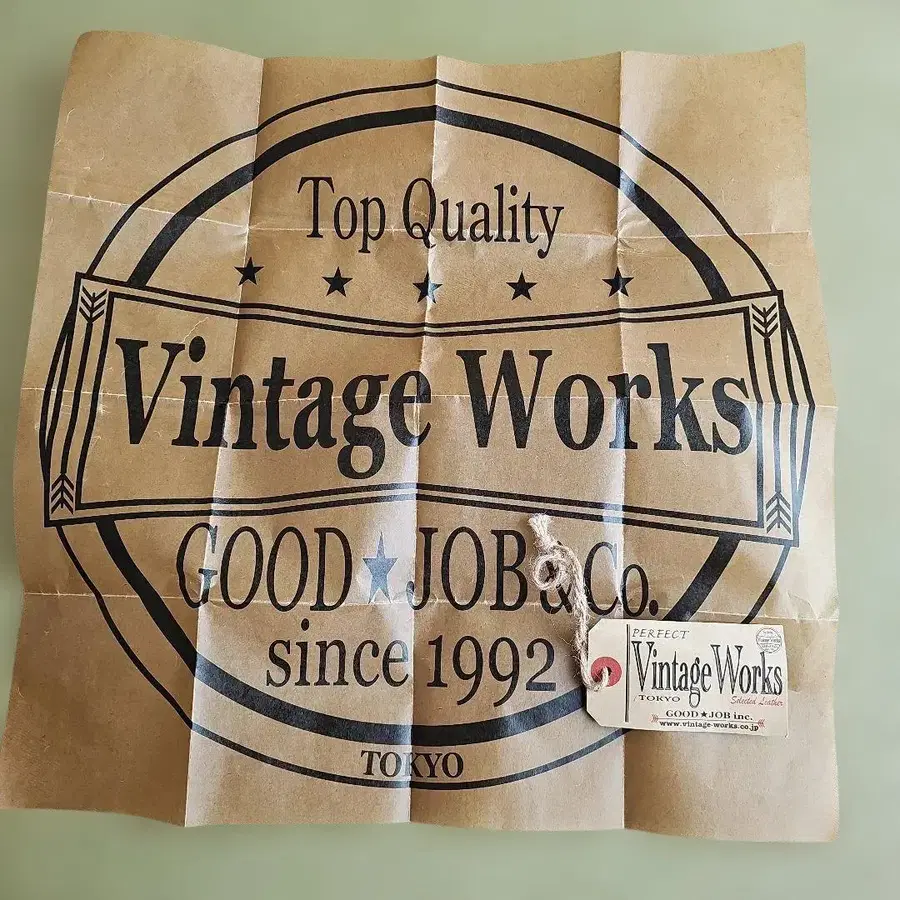 Top Quality
★ ★ ★ ★ ★
Vintage Works
GOOD★JOB & Co.
since 1992
TOKYO
PERFECT
Vintage Works
TOKYO Selected Leather
GOOD★JOB inc.
www.vintage-works.co.jp